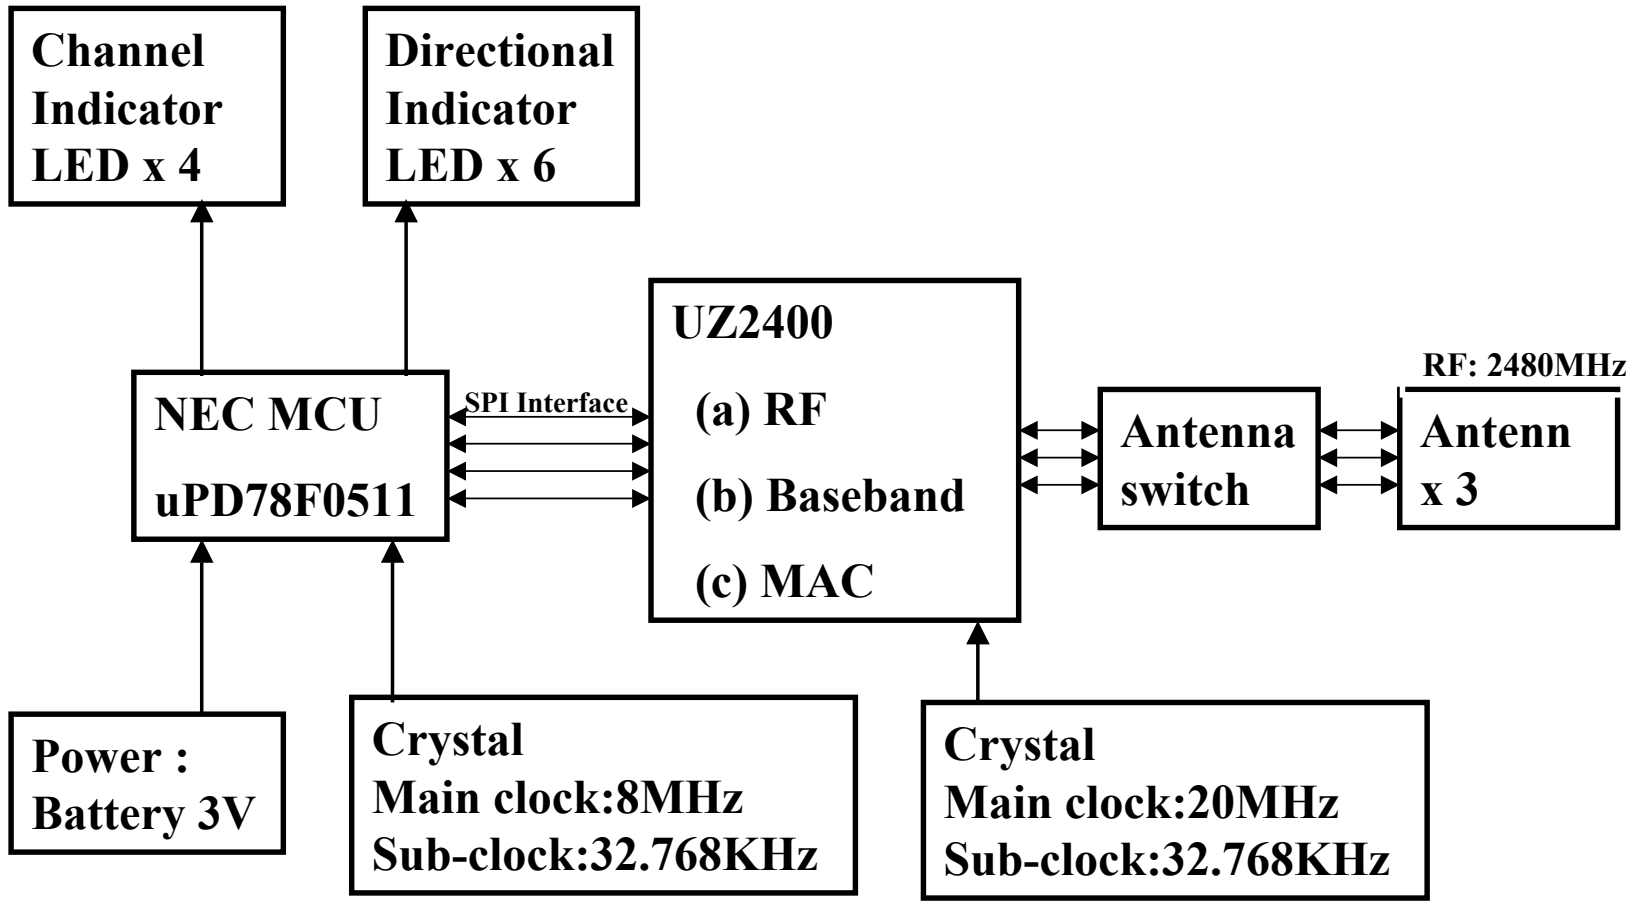 Channel
Indicator
LED x 4
Directional
Indicator
LED x 6
UZ2400
(a) RF
(b) Baseband
(c) MAC
NEC MCU
uPD78F0511
SPI Interface
Antenna
switch
RF: 2480MHz
Antenn
x 3
Power :
Battery 3V
Crystal
Main clock:8MHz
Sub-clock:32.768KHz
Crystal
Main clock:20MHz
Sub-clock:32.768KHz